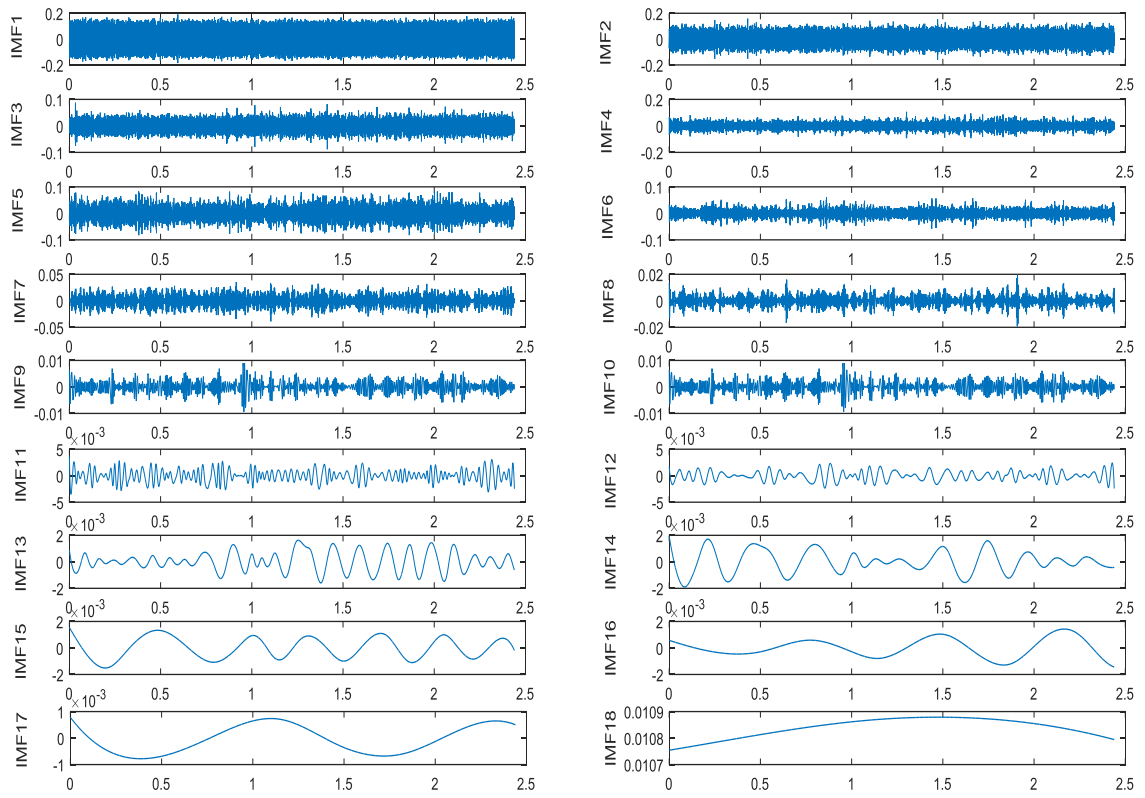 IMF1 0.2 0 -0.2 0 0.5 1 1.5 2 2.5
IMF2 0.2 0 -0.2 0 0.5 1 1.5 2 2.5
IMF3 0.1 0 -0.1 0 0.5 1 1.5 2 2.5
IMF4 0.2 0 -0.2 0 0.5 1 1.5 2 2.5
IMF5 0.1 0 -0.1 0 0.5 1 1.5 2 2.5
IMF6 0.1 0 -0.1 0 0.5 1 1.5 2 2.5
IMF7 0.05 0 -0.05 0 0.5 1 1.5 2 2.5
IMF8 0.02 0 -0.02 0 0.5 1 1.5 2 2.5
IMF9 0.01 0 -0.01 0 0.5 1 1.5 2 2.5
IMF10 0.01 0 -0.01 0 0.5 1 1.5 2 2.5
IMF11 ×10⁻³ 5 0 -5 0 0.5 1 1.5 2 2.5
IMF12 ×10⁻³ 5 0 -5 0 0.5 1 1.5 2 2.5
IMF13 ×10⁻³ 2 0 -2 0 0.5 1 1.5 2 2.5
IMF14 ×10⁻³ 2 0 -2 0 0.5 1 1.5 2 2.5
IMF15 ×10⁻³ 2 0 -2 0 0.5 1 1.5 2 2.5
IMF16 ×10⁻³ 2 0 -2 0 0.5 1 1.5 2 2.5
IMF17 ×10⁻³ 1 0 -1 0 0.5 1 1.5 2 2.5
IMF18 0.0109 0.0108 0.0107 0 0.5 1 1.5 2 2.5